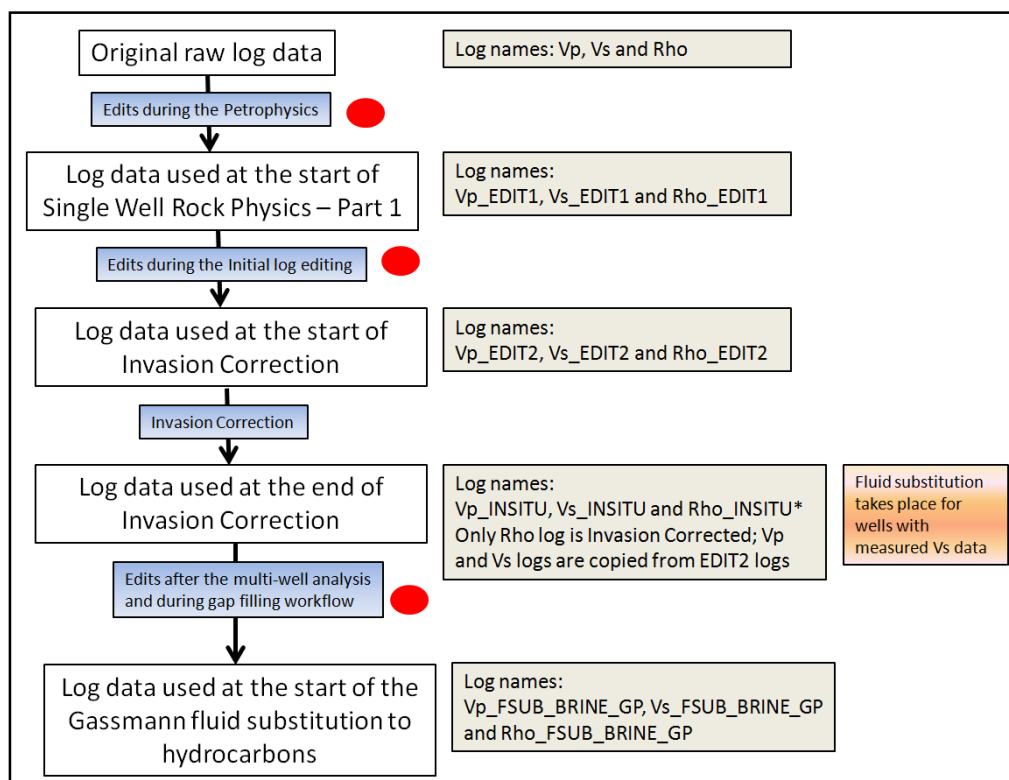 Original raw log data
Log names: Vp, Vs and Rho
Edits during the Petrophysics
Log data used at the start of
Single Well Rock Physics – Part 1
Log names:
Vp_EDIT1, Vs_EDIT1 and Rho_EDIT1
Edits during the Initial log editing
Log data used at the start of
Invasion Correction
Log names:
Vp_EDIT2, Vs_EDIT2 and Rho_EDIT2
Invasion Correction
Log data used at the end of
Invasion Correction
Log names:
Vp_INSITU, Vs_INSITU and Rho_INSITU*
Only Rho log is Invasion Corrected; Vp
and Vs logs are copied from EDIT2 logs
Fluid substitution
takes place for
wells with
measured Vs data
Edits after the multi-well analysis
and during gap filling workflow
Log data used at the start of the
Gassmann fluid substitution to
hydrocarbons
Log names:
Vp_FSUB_BRINE_GP, Vs_FSUB_BRINE_GP
and Rho_FSUB_BRINE_GP